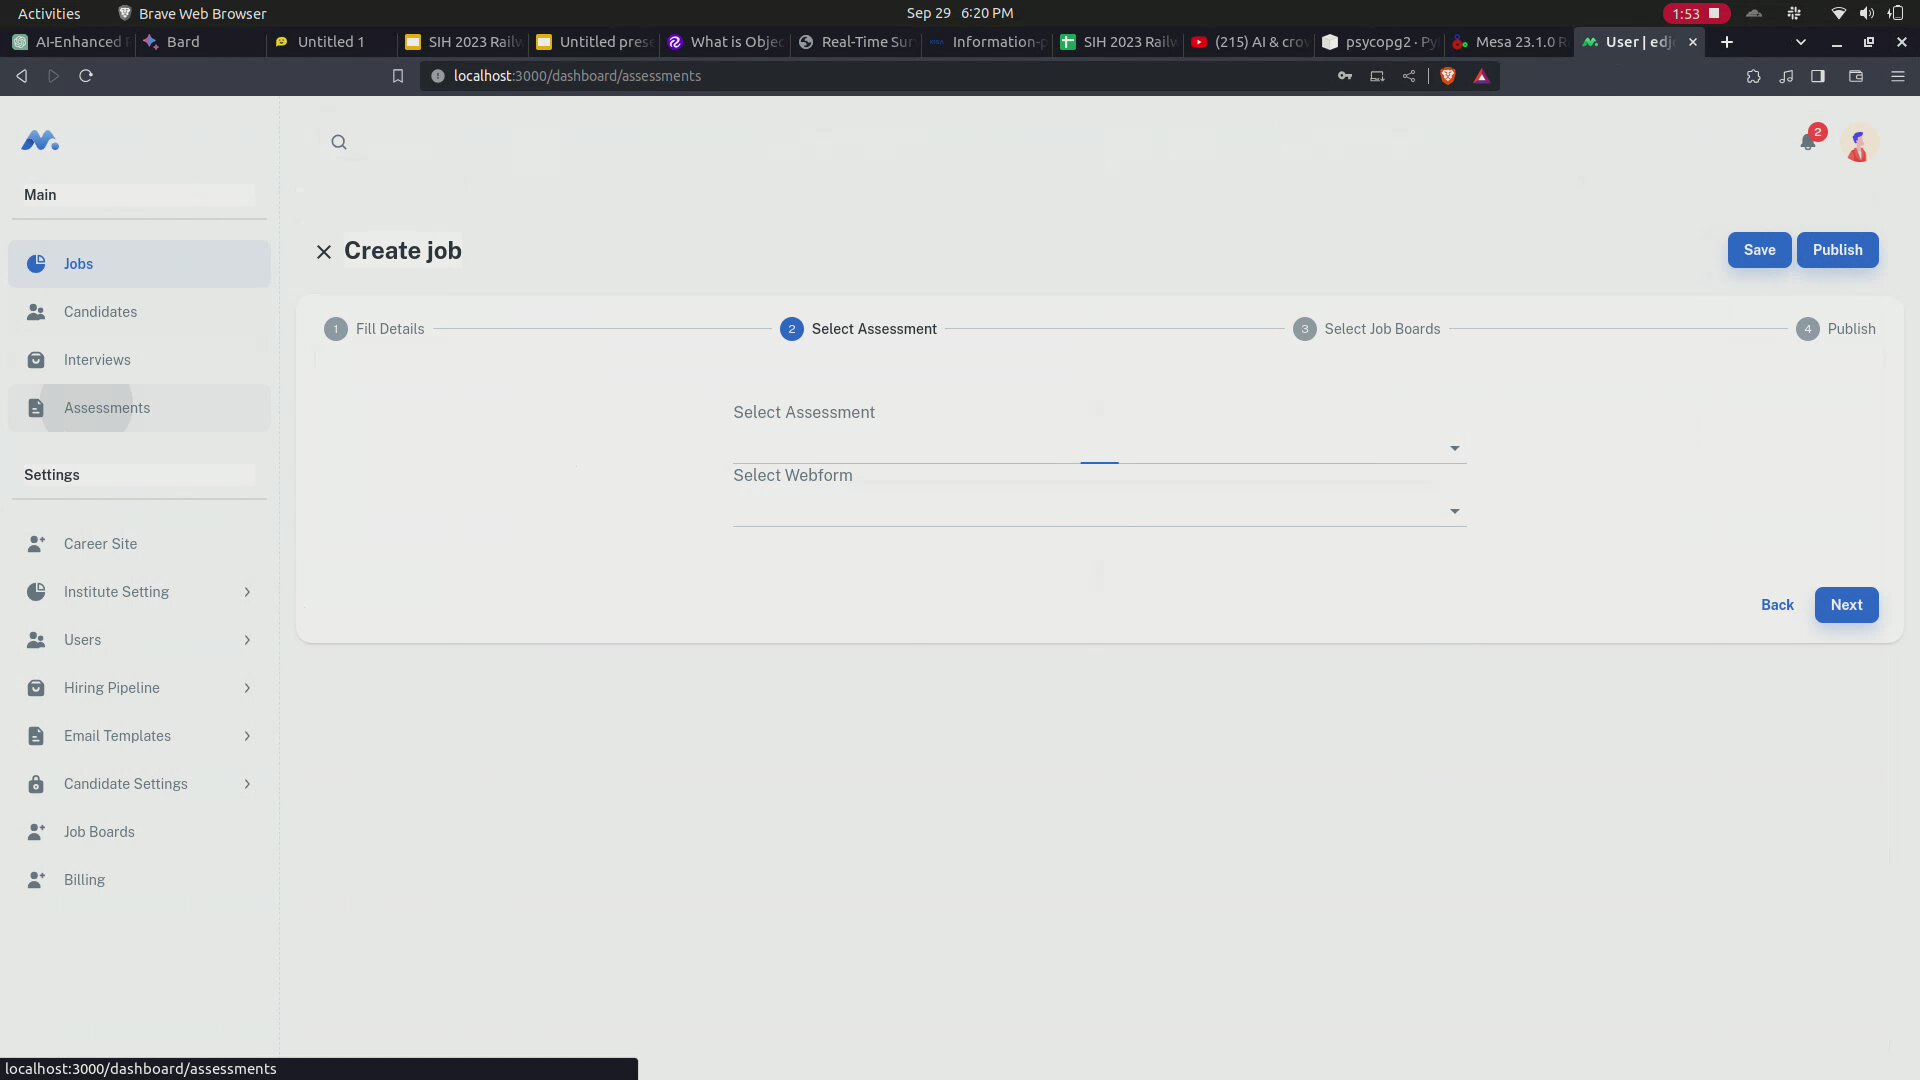 Activities
Brave Web Browser
Sep 29 6:20 PM
1:53
AI-Enhanced
Bard
Untitled 1
SIH 2023 Railw
Untitled prese
What is Objec
Real-Time Sur
Information-p
SIH 2023 Railw
(215) AI & crov
psycopg2 · Py
Mesa 23.1.0 R
User | edjo
localhost:3000/dashboard/assessments
2
Main
Jobs
Candidates
Interviews
Assessments
Settings
Career Site
Institute Setting
Users
Hiring Pipeline
Email Templates
Candidate Settings
Job Boards
Billing
Create job
Save
Publish
1 Fill Details
2 Select Assessment
3 Select Job Boards
4 Publish
Select Assessment
Select Webform
Back
Next
localhost:3000/dashboard/assessments